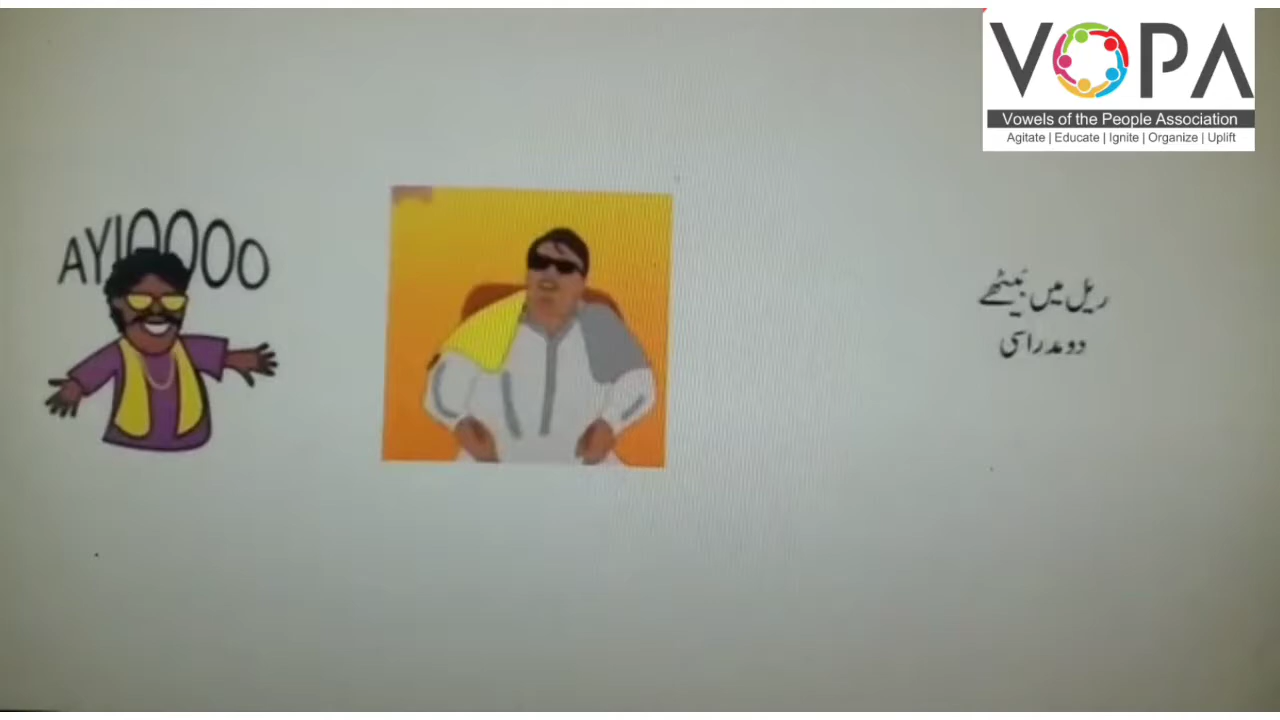 VOPA
Vowels of the People Association
Agitate | Educate | Ignite | Organize | Uplift
AYIOOOO
ریل میں بیٹھے
دو مدراسی